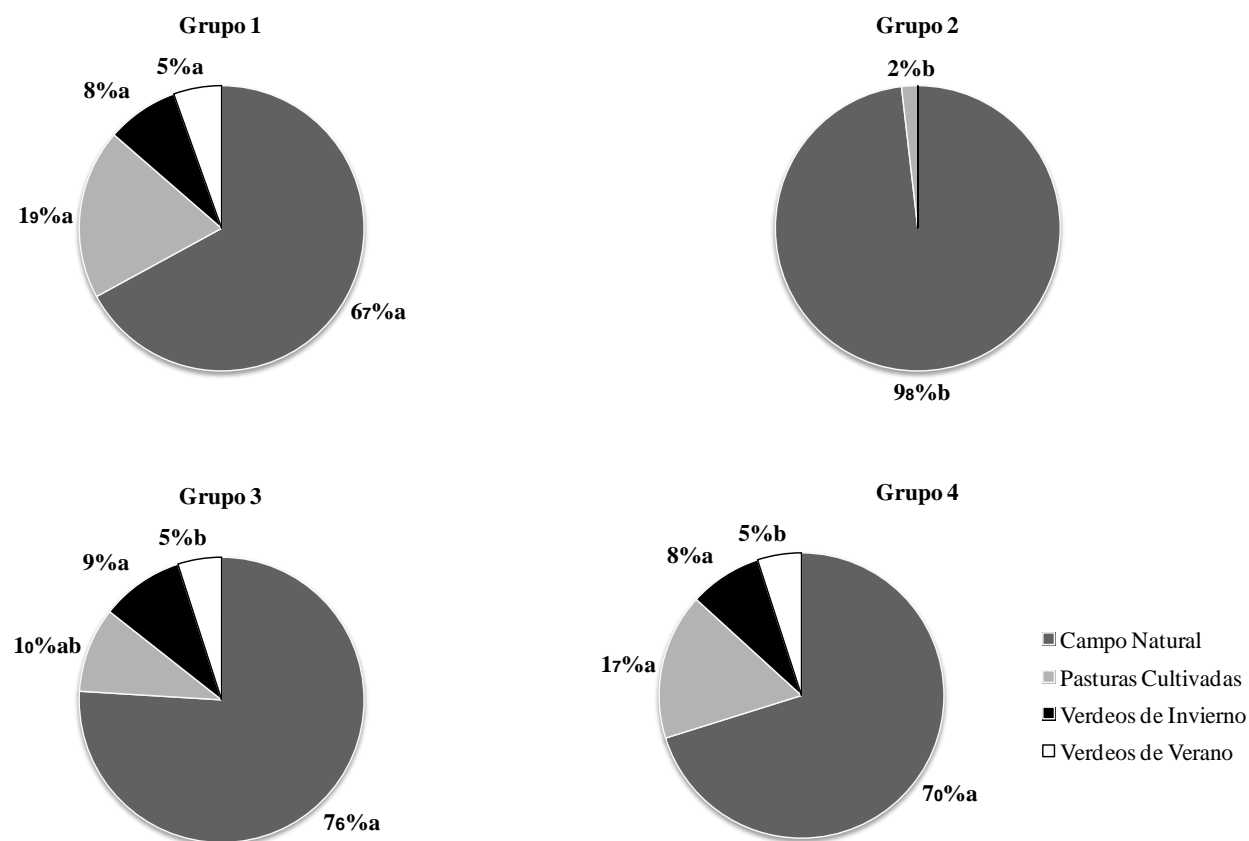 Grupo 1
5%a
8%a
19%a
67%a
Grupo 2
2%b
98%b
Grupo 3
5%b
9%a
10%ab
76%a
Grupo 4
5%b
8%a
17%a
70%a
Campo Natural
Pasturas Cultivadas
Verdeos de Invierno
Verdeos de Verano